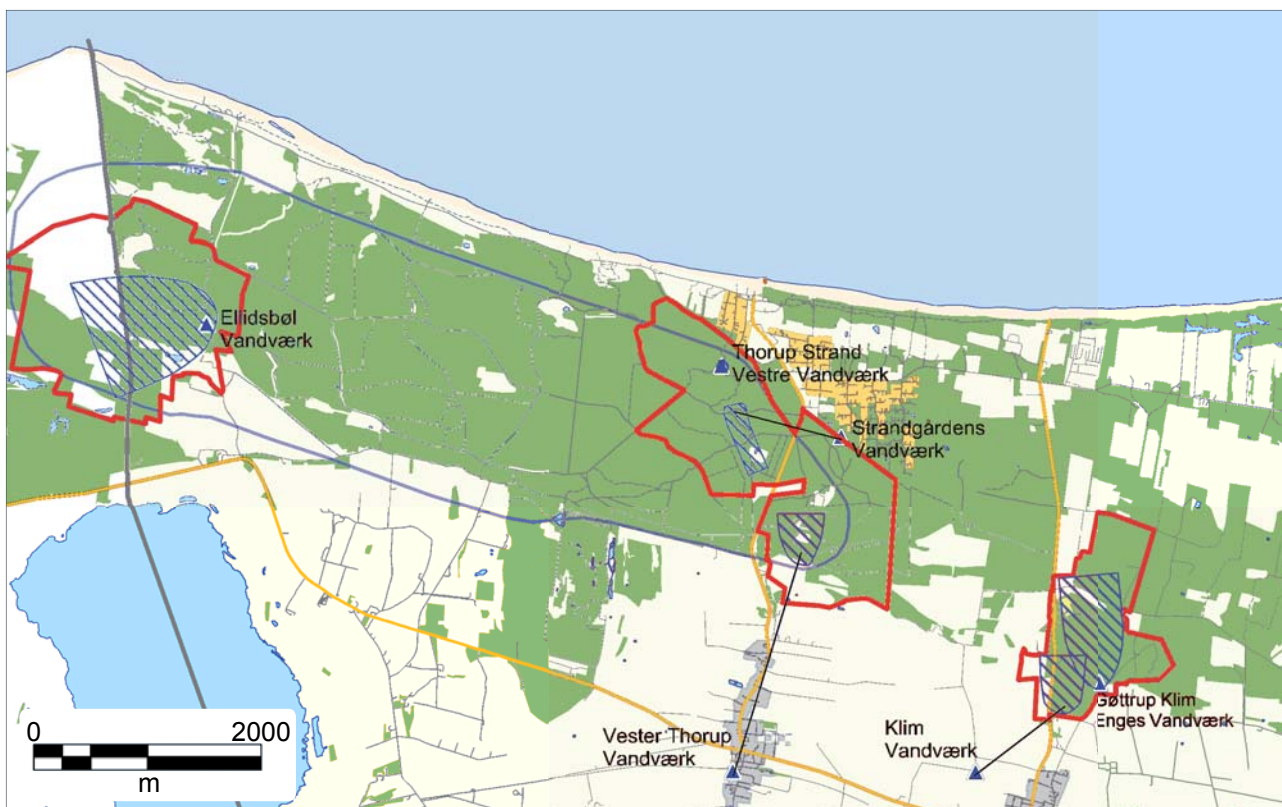 Ellidsbøl
Vandværk
Thorup Strand
Vestre Vandværk
Strandgårdens
Vandværk
Gøttrup Klim
Enges Vandværk
Klim
Vandværk
Vester Thorup
Vandværk
0 2000
m